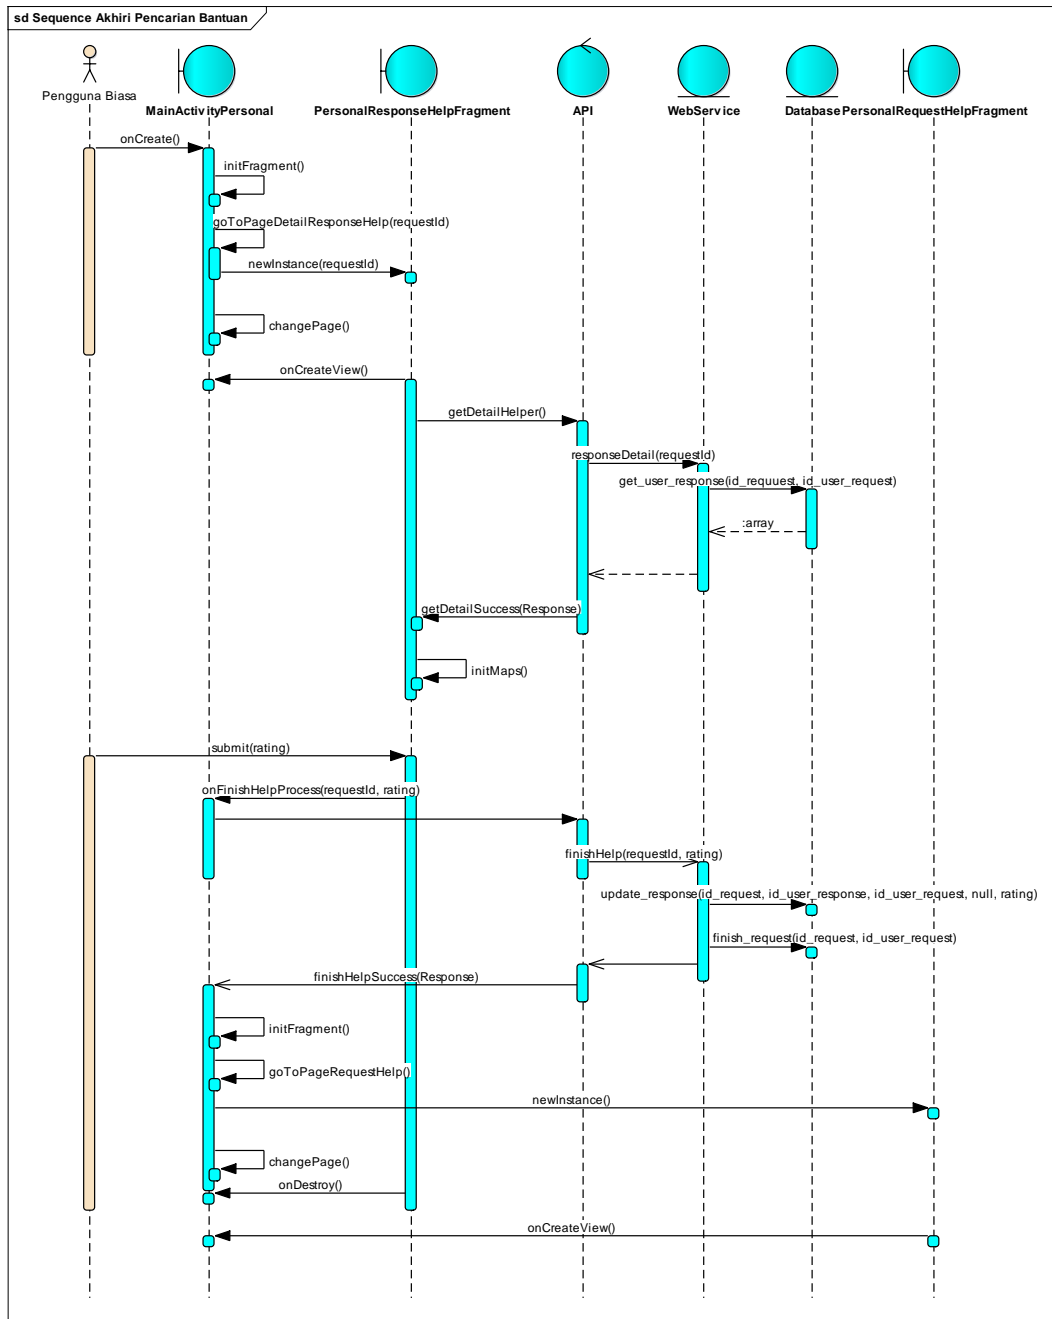 sd Sequence Akhiri Pencarian Bantuan
Pengguna Biasa
MainActivityPersonal
PersonalResponseHelpFragment
API
WebService
Database
PersonalRequestHelpFragment
onCreate()
initFragment()
goToPageDetailResponseHelp(requestId)
newInstance(requestId)
changePage()
onCreateView()
getDetailHelper()
responseDetail(requestId)
get_user_response(id_requuest, id_user_request)
:array
getDetailSuccess(Response)
initMaps()
submit(rating)
onFinishHelpProcess(requestId, rating)
finishHelp(requestId, rating)
update_response(id_request, id_user_response, id_user_request, null, rating)
finish_request(id_request, id_user_request)
finishHelpSuccess(Response)
initFragment()
goToPageRequestHelp()
newInstance()
changePage()
onDestroy()
onCreateView()